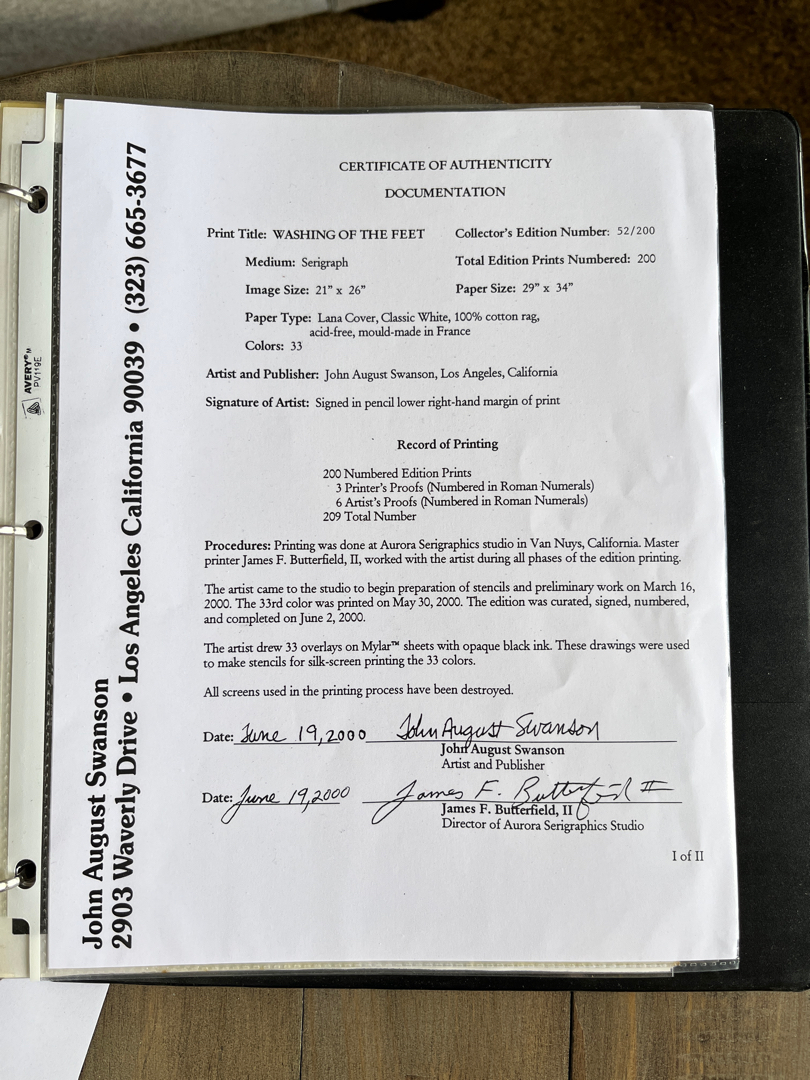 CERTIFICATE OF AUTHENTICITY
DOCUMENTATION
Print Title: WASHING OF THE FEET Collector's Edition Number: 52/200
Medium: Serigraph Total Edition Prints Numbered: 200
Image Size: 21" x 26" Paper Size: 29" x 34"
Paper Type: Lana Cover, Classic White, 100% cotton rag,
acid-free, mould-made in France
Colors: 33
Artist and Publisher: John August Swanson, Los Angeles, California
Signature of Artist: Signed in pencil lower right-hand margin of print
Record of Printing
200 Numbered Edition Prints
3 Printer's Proofs (Numbered in Roman Numerals)
6 Artist's Proofs (Numbered in Roman Numerals)
209 Total Number
Procedures: Printing was done at Aurora Serigraphics studio in Van Nuys, California. Master
printer James F. Butterfield, II, worked with the artist during all phases of the edition printing.
The artist came to the studio to begin preparation of stencils and preliminary work on March 16,
2000. The 33rd color was printed on May 30, 2000. The edition was curated, signed, numbered,
and completed on June 2, 2000.
The artist drew 33 overlays on Mylar™ sheets with opaque black ink. These drawings were used
to make stencils for silk-screen printing the 33 colors.
All screens used in the printing process have been destroyed.
Date: June 19, 2000 John August Swanson
John August Swanson
Artist and Publisher
Date: June 19, 2000 James F. Butterfield II
James F. Butterfield, II
Director of Aurora Serigraphics Studio
I of II
John August Swanson
2903 Waverly Drive • Los Angeles California 90039 • (323) 665-3677
AVERY™
PV119E